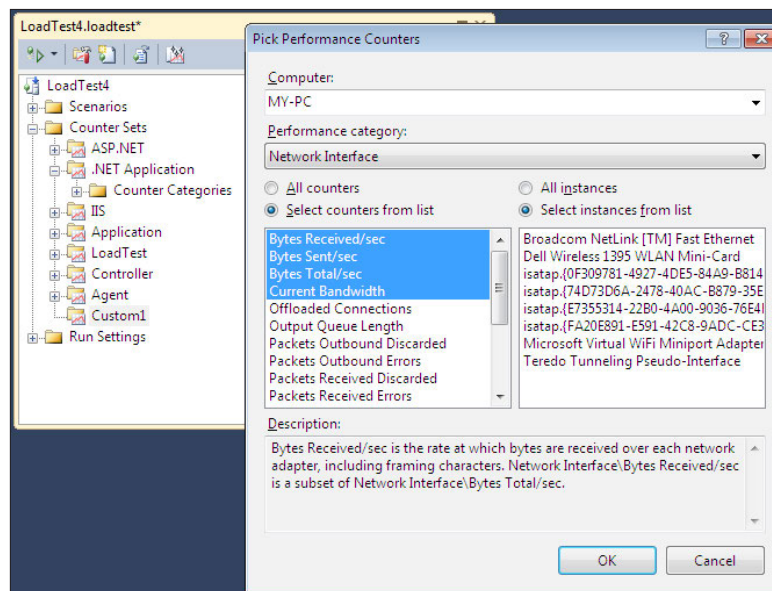 LoadTest4.loadtest*
LoadTest4
Scenarios
Counter Sets
ASP.NET
.NET Application
Counter Categories
IIS
Application
LoadTest
Controller
Agent
Custom1
Run Settings
Pick Performance Counters
Computer:
MY-PC
Performance category:
Network Interface
All counters
Select counters from list
All instances
Select instances from list
Bytes Received/sec
Bytes Sent/sec
Bytes Total/sec
Current Bandwidth
Offloaded Connections
Output Queue Length
Packets Outbound Discarded
Packets Outbound Errors
Packets Received Discarded
Packets Received Errors
Broadcom NetLink [TM] Fast Ethernet
Dell Wireless 1395 WLAN Mini-Card
isatap.{0F309781-4927-4DE5-84A9-B814
isatap.{74D73D6A-2478-40AC-B879-35E
isatap.{E7355314-22B0-4A00-9036-76E4
isatap.{FA20E891-E591-42C8-9ADC-CE3
Microsoft Virtual WiFi Miniport Adapter
Teredo Tunneling Pseudo-Interface
Description:
Bytes Received/sec is the rate at which bytes are received over each network
adapter, including framing characters. Network Interface\Bytes Received/sec
is a subset of Network Interface\Bytes Total/sec.
OK
Cancel